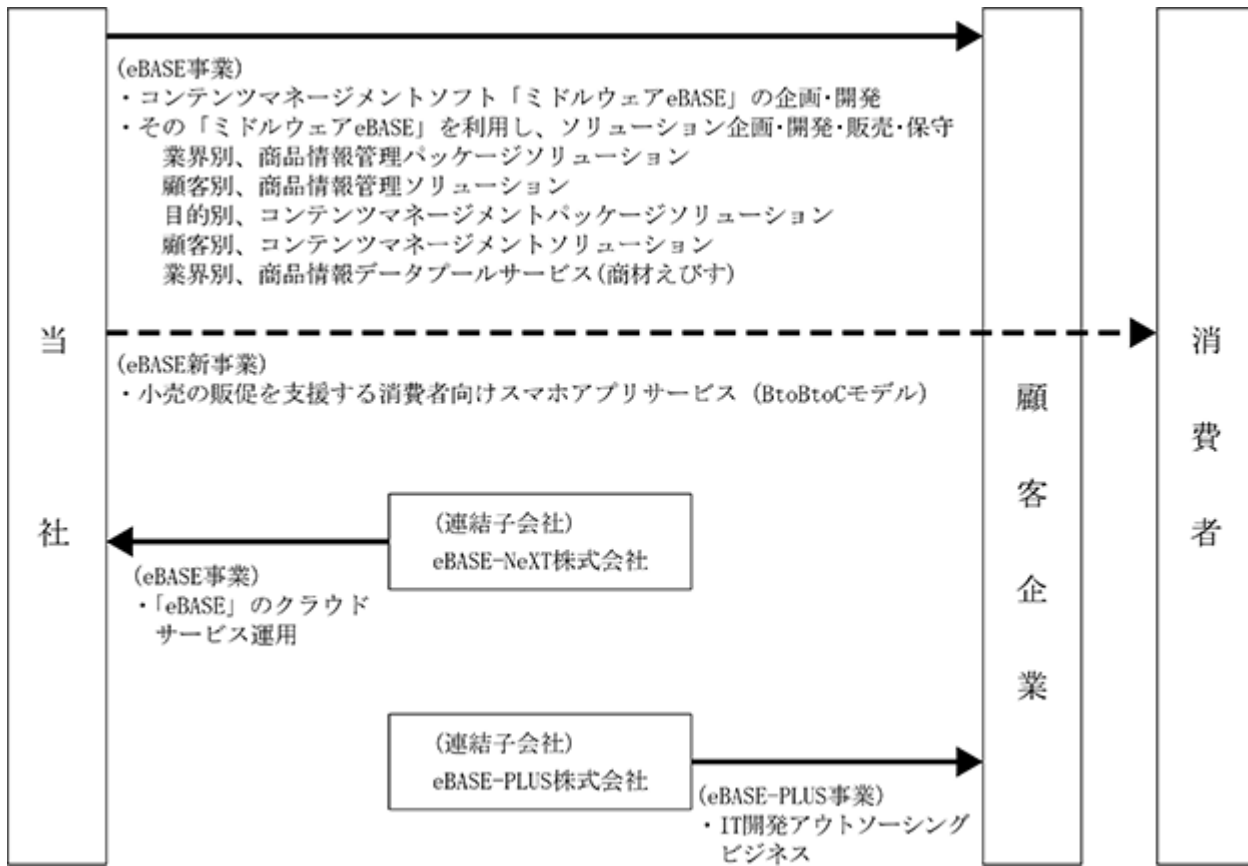 (eBASE事業)
・コンテンツマネージメントソフト「ミドルウェアeBASE」の企画・開発
・その「ミドルウェアeBASE」を利用し、ソリューション企画・開発・販売・保守
業界別、商品情報管理パッケージソリューション
顧客別、商品情報管理ソリューション
目的別、コンテンツマネージメントパッケージソリューション
顧客別、コンテンツマネージメントソリューション
業界別、商品情報データプールサービス(商材えびす)
当社
(eBASE新事業)
・小売の販促を支援する消費者向けスマホアプリサービス (BtoBtoCモデル)
(連結子会社)
eBASE-NeXT株式会社
(eBASE事業)
・「eBASE」のクラウド
サービス運用
(連結子会社)
eBASE-PLUS株式会社
(eBASE-PLUS事業)
・IT開発アウトソーシング
ビジネス
顧客企業
消費者